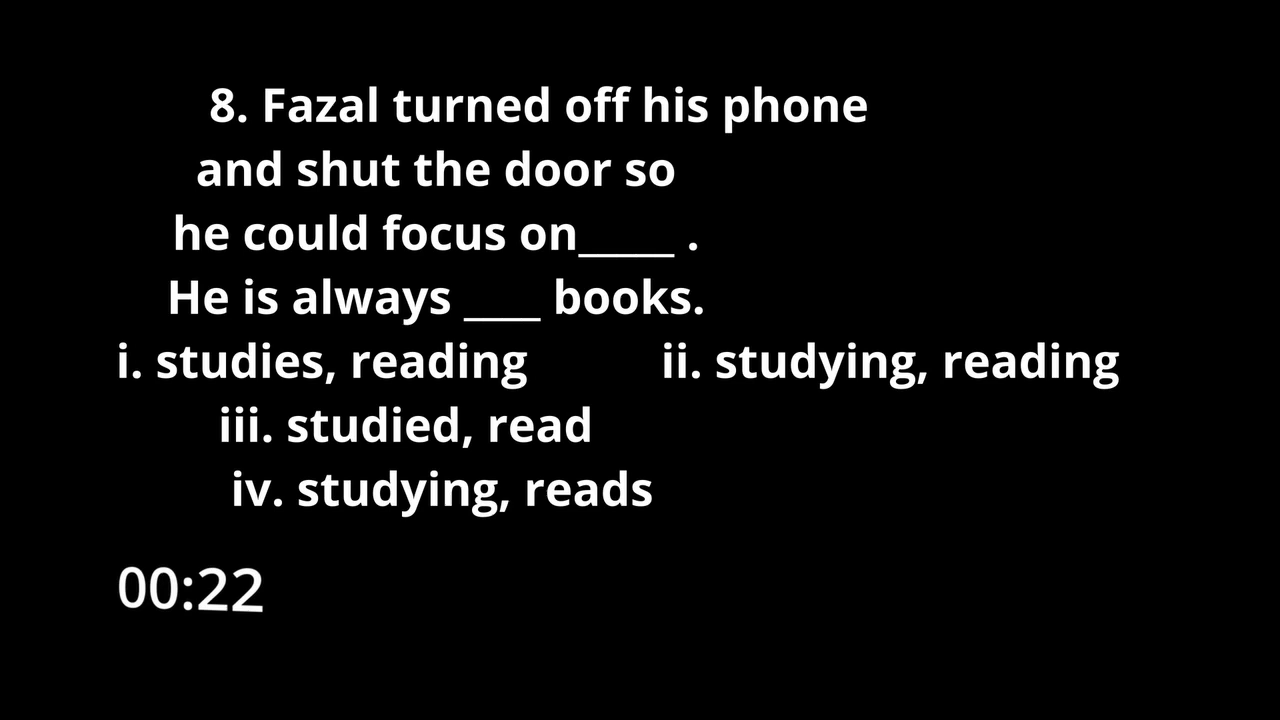 8. Fazal turned off his phone
and shut the door so
he could focus on_____ .
He is always ____ books.
i. studies, reading ii. studying, reading
iii. studied, read
iv. studying, reads
00:22